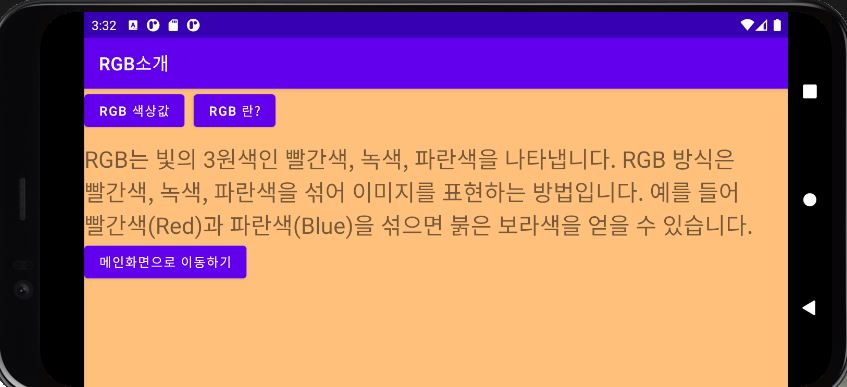 3:32
RGB소개
RGB 색상값 RGB 란?
RGB는 빛의 3원색인 빨간색, 녹색, 파란색을 나타냅니다. RGB 방식은
빨간색, 녹색, 파란색을 섞어 이미지를 표현하는 방법입니다. 예를 들어
빨간색(Red)과 파란색(Blue)을 섞으면 붉은 보라색을 얻을 수 있습니다.
메인화면으로 이동하기